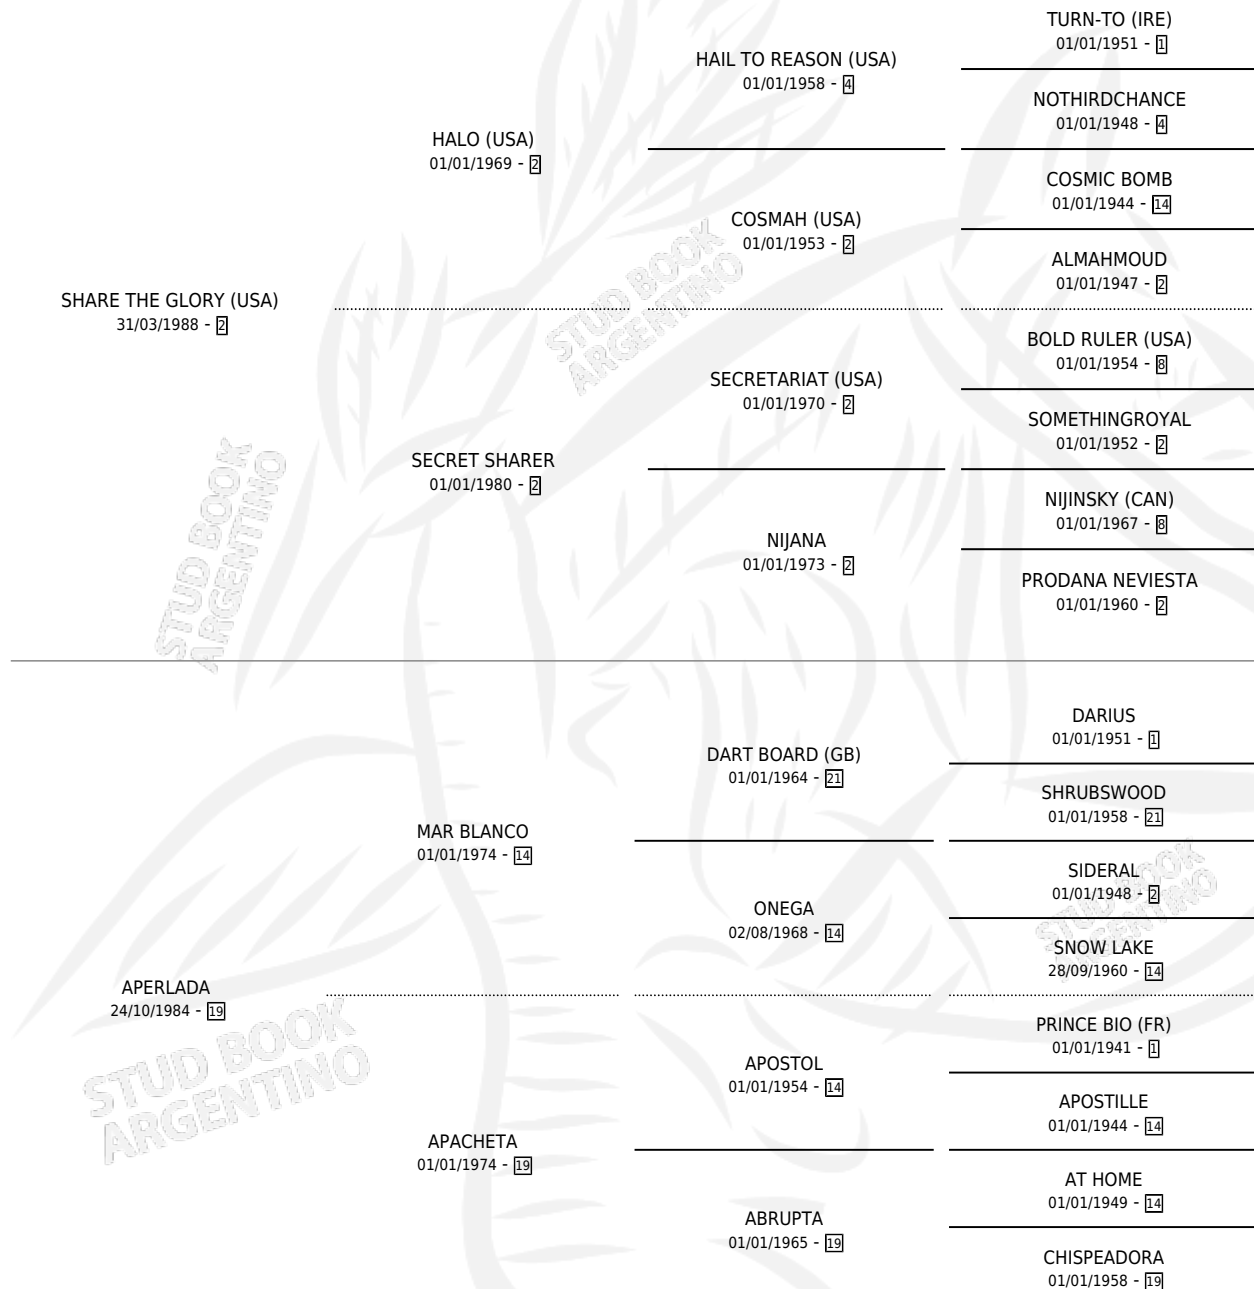 TURN-TO (IRE)
01/01/1951 - 1
HAIL TO REASON (USA)
01/01/1958 - 4
NOTHIRDCHANCE
01/01/1948 - 4
HALO (USA)
01/01/1969 - 2
COSMIC BOMB
01/01/1944 - 14
COSMAH (USA)
01/01/1953 - 2
ALMAHMOUD
01/01/1947 - 2
SHARE THE GLORY (USA)
31/03/1988 - 2
STUD BOOK
ARGENTINO
BOLD RULER (USA)
01/01/1954 - 8
SECRETARIAT (USA)
01/01/1970 - 2
SOMETHINGROYAL
01/01/1952 - 2
SECRET SHARER
01/01/1980 - 2
NIJINSKY (CAN)
01/01/1967 - 8
NIJANA
01/01/1973 - 2
PRODANA NEVIESTA
01/01/1960 - 2
STUD BOOK
ARGENTINO
DARIUS
01/01/1951 - 1
DART BOARD (GB)
01/01/1964 - 21
SHRUBSWOOD
01/01/1958 - 21
MAR BLANCO
01/01/1974 - 14
SIDERAL
01/01/1948 - 2
ONEGA
02/08/1968 - 14
SNOW LAKE
28/09/1960 - 14
STUD BOOK
ARGENTINO
APERLADA
24/10/1984 - 19
PRINCE BIO (FR)
01/01/1941 - 1
APOSTOL
01/01/1954 - 14
APOSTILLE
01/01/1944 - 14
STUD BOOK
ARGENTINO
APACHETA
01/01/1974 - 19
AT HOME
01/01/1949 - 14
ABRUPTA
01/01/1965 - 19
CHISPEADORA
01/01/1958 - 19